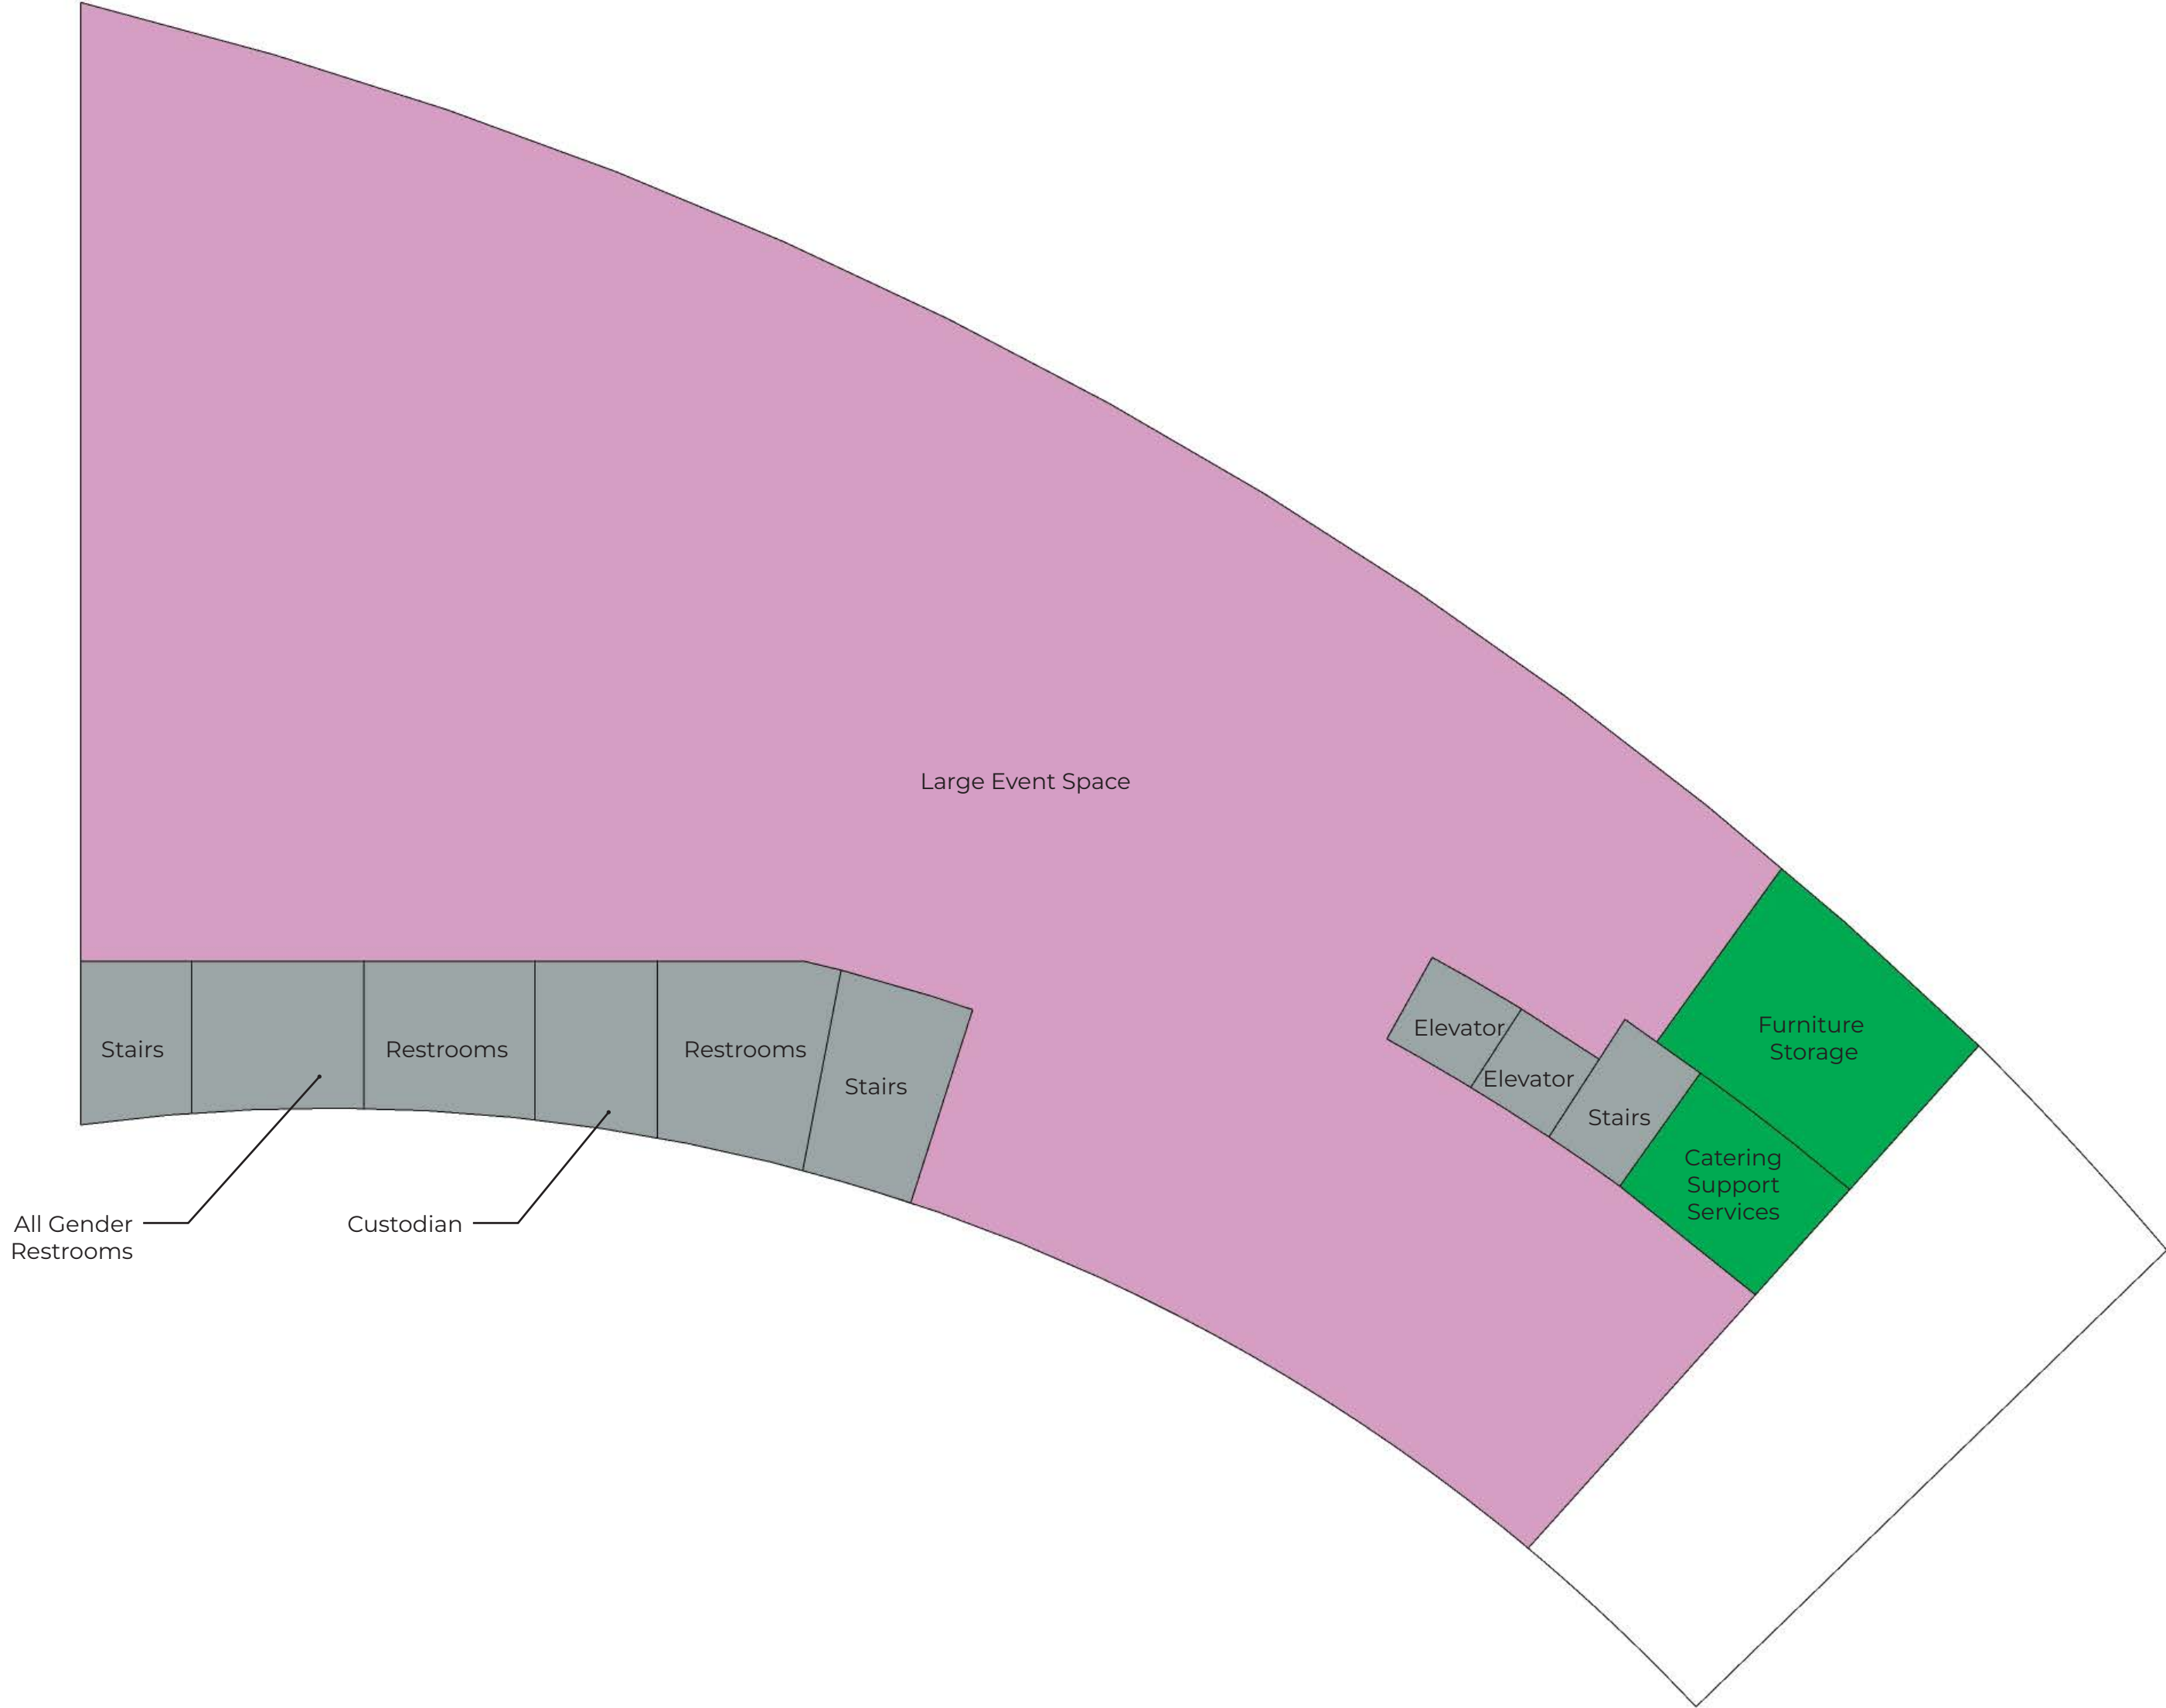 Large Event Space
Elevator
Elevator
Stairs
Furniture
Storage
Catering
Support
Services
Stairs
Restrooms
Restrooms
Stairs
All Gender
Restrooms
Custodian